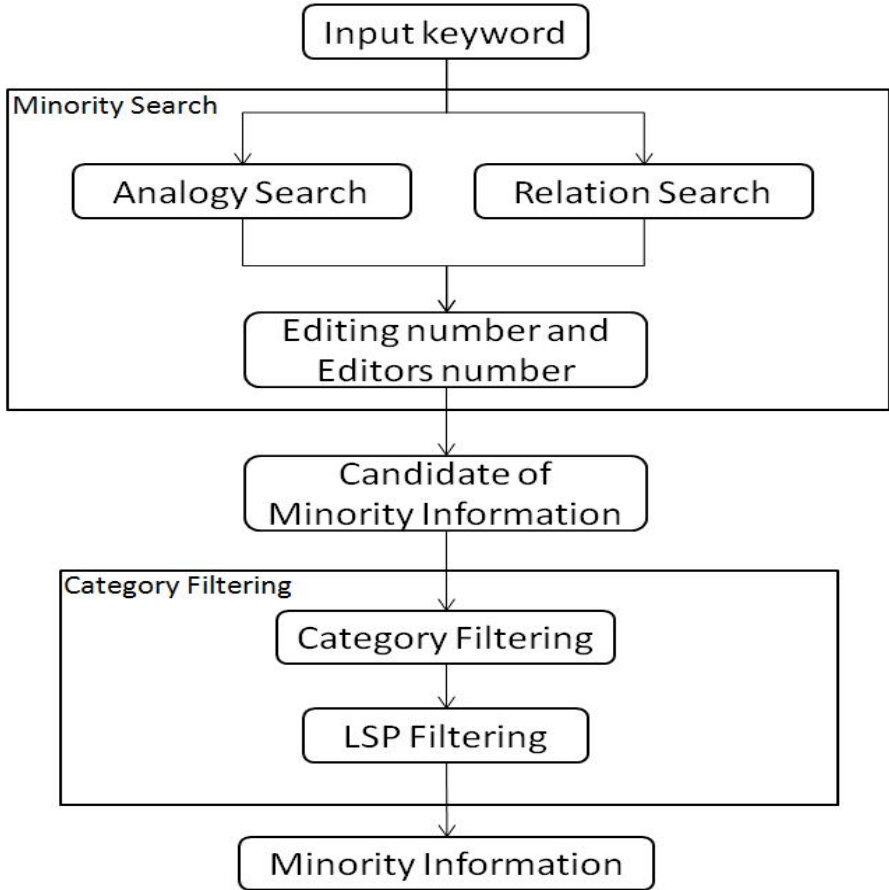 Input keyword
Minority Search
Analogy Search
Relation Search
Editing number and
Editors number
Candidate of
Minority Information
Category Filtering
Category Filtering
LSP Filtering
Minority Information